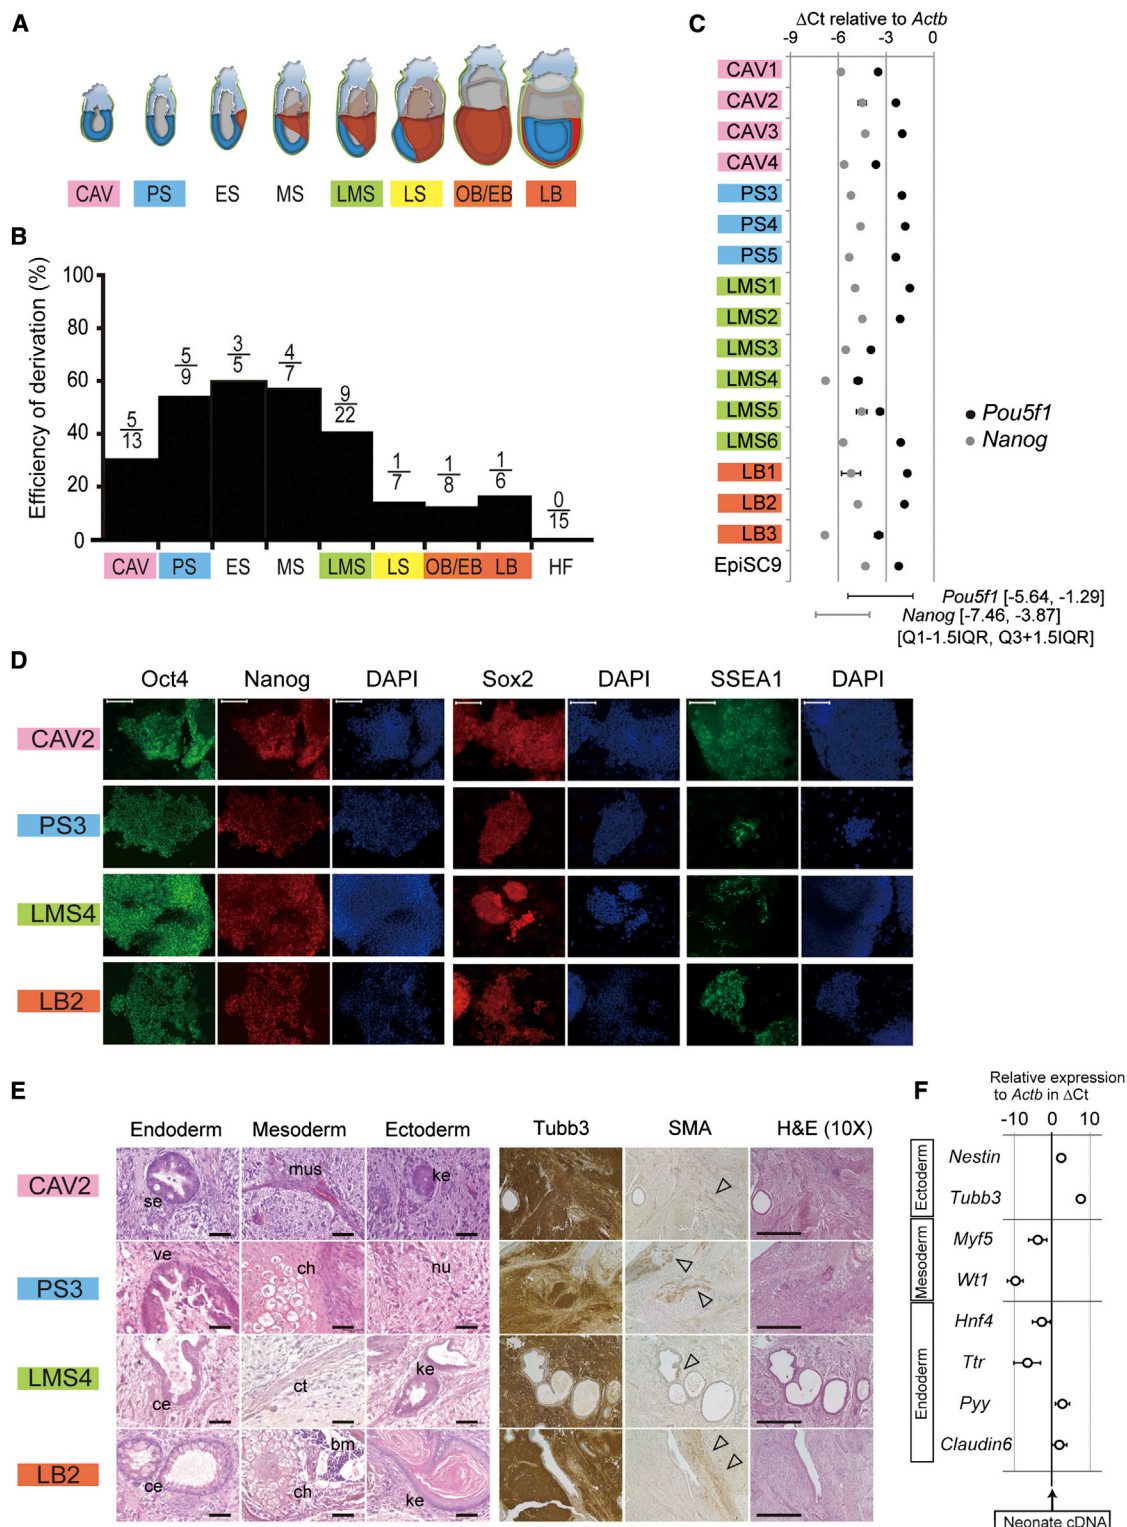 A
CAV PS ES MS LMS LS OB/EB LB
B
Efficiency of derivation (%)
100
80
60
40
20
0
5/13
5/9
3/5
4/7
9/22
1/7
1/8
1/6
0/15
CAV PS ES MS LMS LS OB/EB LB HF
C
ΔCt relative to Actb
-9 -6 -3 0
CAV1
CAV2
CAV3
CAV4
PS3
PS4
PS5
LMS1
LMS2
LMS3
LMS4
LMS5
LMS6
LB1
LB2
LB3
EpiSC9
Pou5f1
Nanog
Pou5f1 [-5.64, -1.29]
Nanog [-7.46, -3.87]
[Q1-1.5IQR, Q3+1.5IQR]
D
Oct4 Nanog DAPI Sox2 DAPI SSEA1 DAPI
CAV2
PS3
LMS4
LB2
E
Endoderm Mesoderm Ectoderm Tubb3 SMA H&E (10X)
CAV2
se mus ke
PS3
ve ch nu
LMS4
ce ct ke
LB2
ce ch bm ke
F
Relative expression
to Actb in ΔCt
-10 0 10
Ectoderm
Nestin
Tubb3
Mesoderm
Myf5
Wt1
Endoderm
Hnf4
Ttr
Pyy
Claudin6
Neonate cDNA